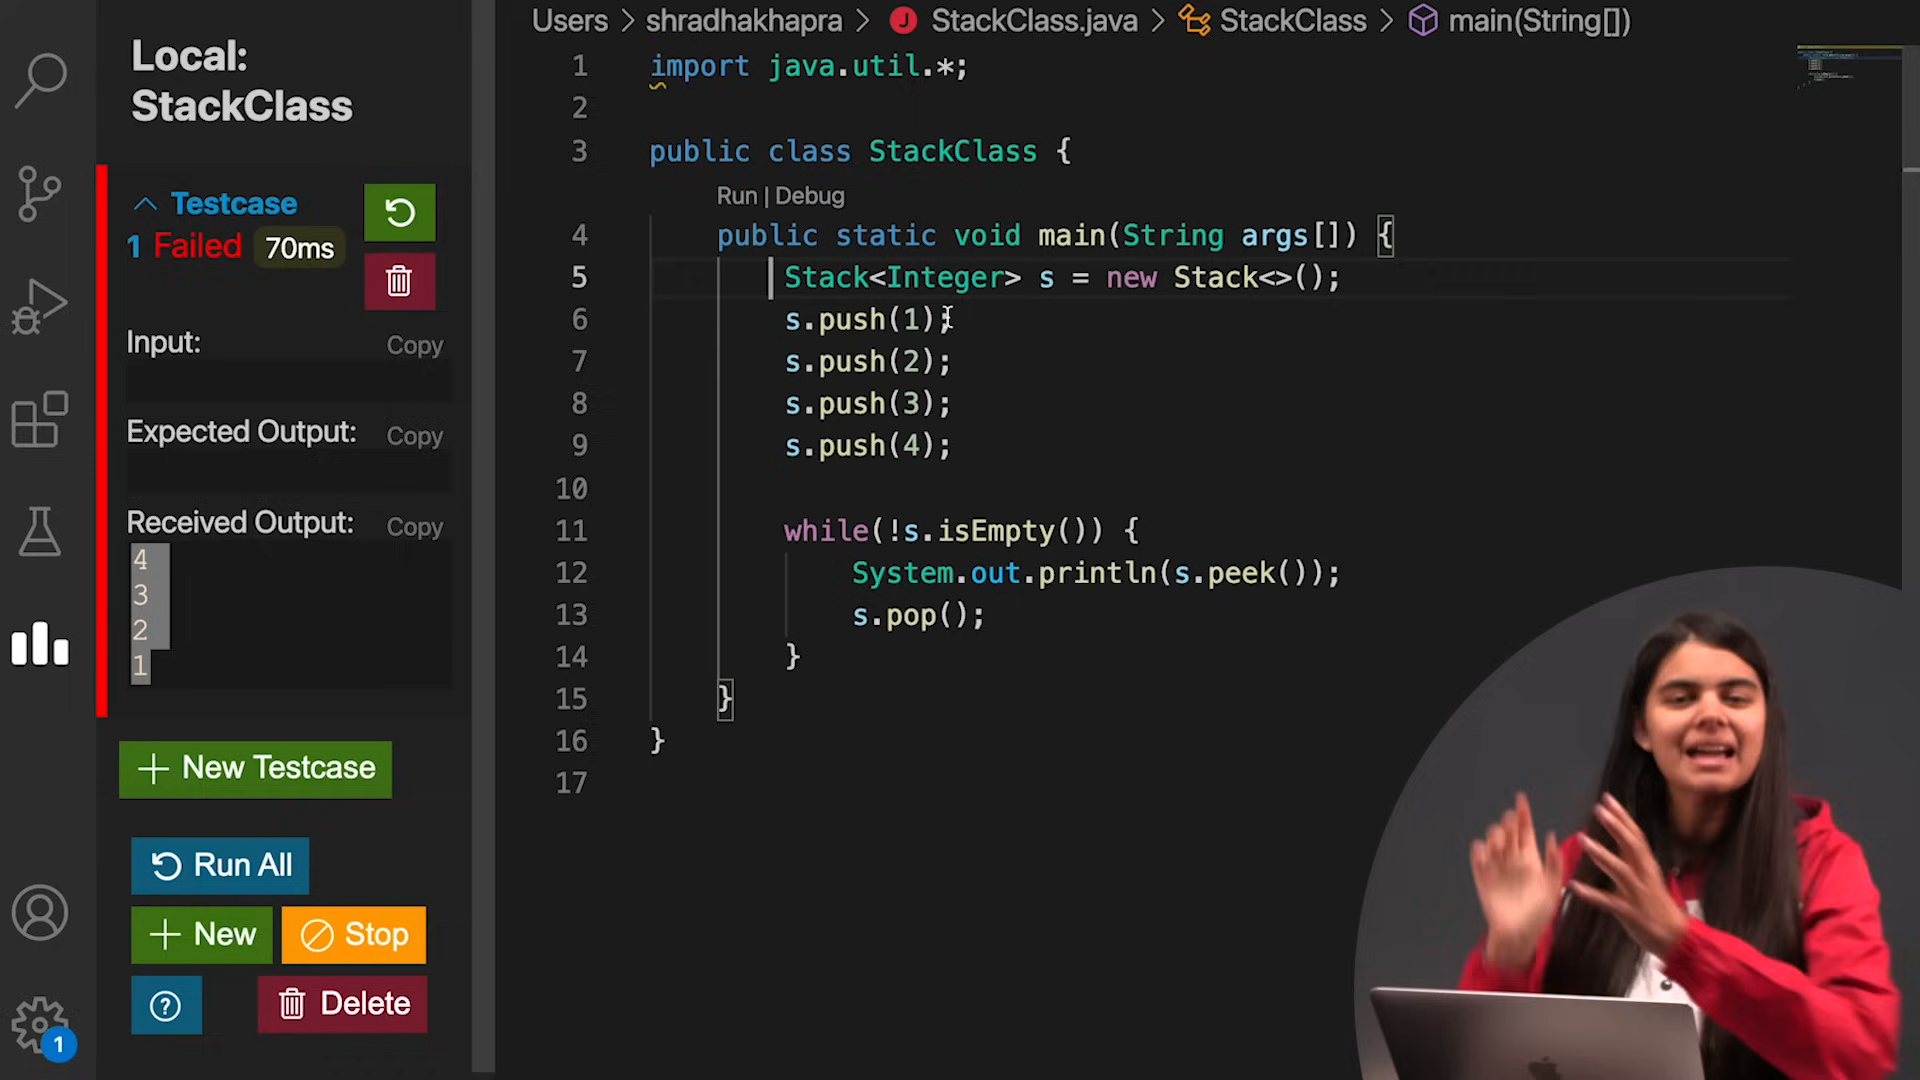 Users > shradhakhapra > J StackClass.java > StackClass > main(String[])
Local:
StackClass
Testcase
1 Failed 70ms
Input: Copy
Expected Output: Copy
Received Output: Copy
4
3
2
1
+ New Testcase
Run All
+ New Stop
? Delete
1
1 import java.util.*;
2
3 public class StackClass {
Run | Debug
4 public static void main(String args[]) {
5 Stack<Integer> s = new Stack<>();
6 s.push(1);
7 s.push(2);
8 s.push(3);
9 s.push(4);
10
11 while(!s.isEmpty()) {
12 System.out.println(s.peek());
13 s.pop();
14 }
15 }
16 }
17